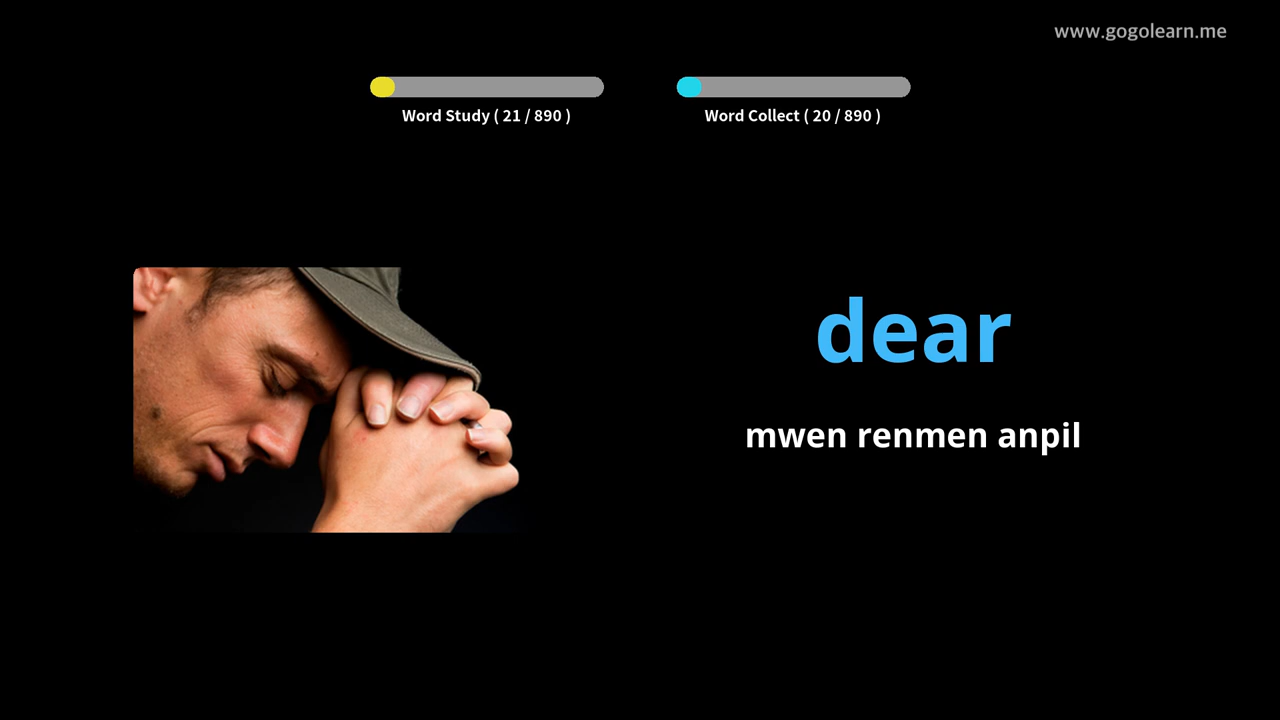 www.gogolearn.me
Word Study ( 21 / 890 )
Word Collect ( 20 / 890 )
dear
mwen renmen anpil